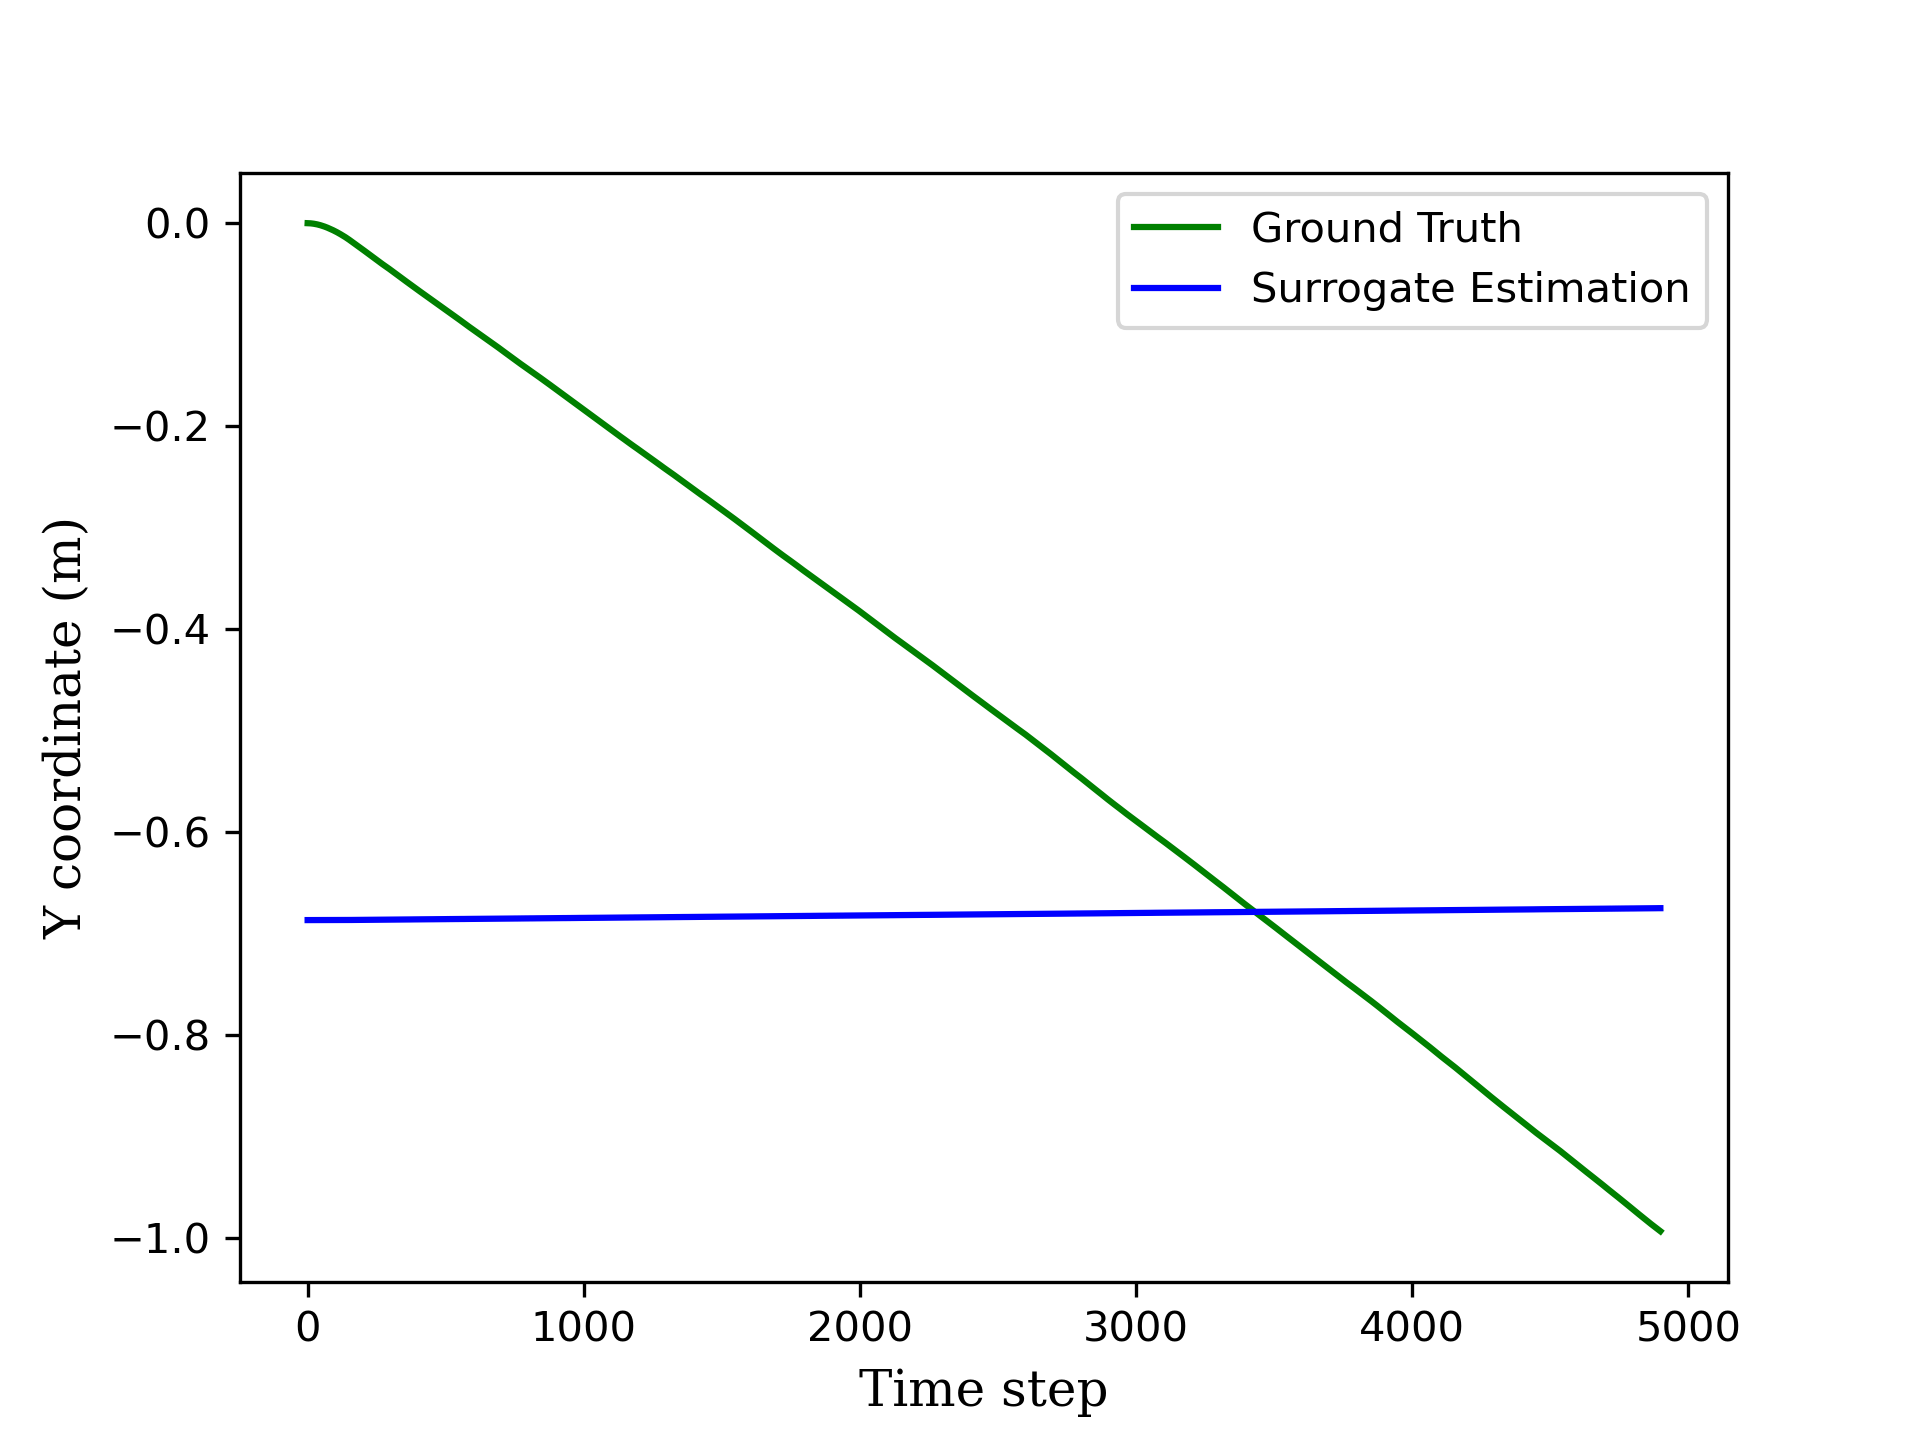 Ground Truth
Surrogate Estimation
0.0
−0.2
−0.4
−0.6
−0.8
−1.0
Y coordinate (m)
0 1000 2000 3000 4000 5000
Time step